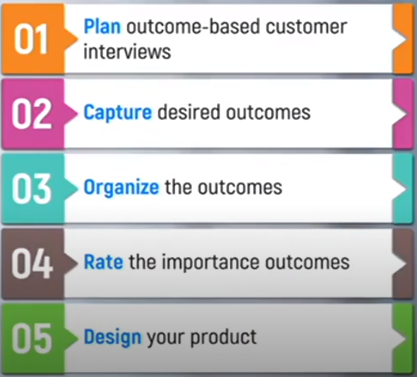 01
Plan outcome-based customer
interviews
02
Capture desired outcomes
03
Organize the outcomes
04
Rate the importance outcomes
05
Design your product